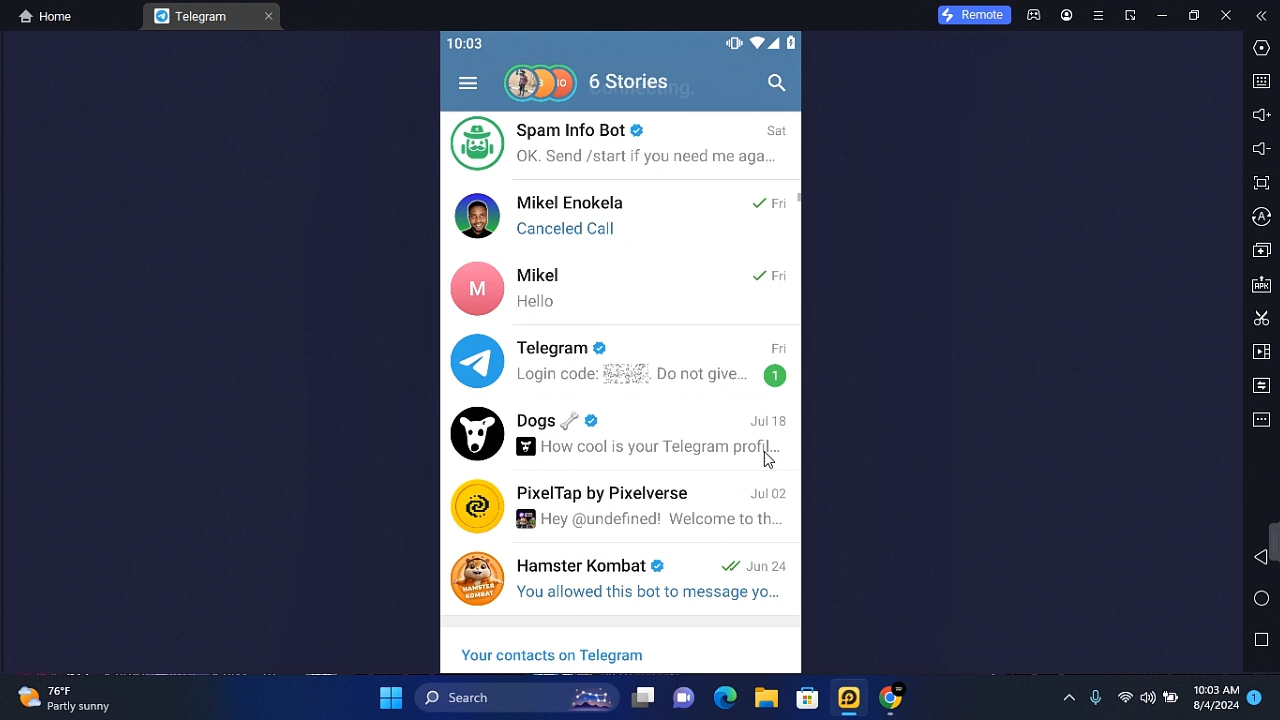 Home
Telegram
Remote
10:03
6 Stories
Connecting...
Spam Info Bot
Sat
OK. Send /start if you need me aga...
Mikel Enokela
Fri
Canceled Call
M
Mikel
Fri
Hello
Telegram
Fri
Login code: Do not give...
1
Dogs
Jul 18
How cool is your Telegram profil...
PixelTap by Pixelverse
Jul 02
Hey @undefined! Welcome to th...
HAMSTER KOMBAT
Hamster Kombat
Jun 24
You allowed this bot to message yo...
Your contacts on Telegram
76°F
Partly sunny
Search
10:03 AM
8/4/2024
1